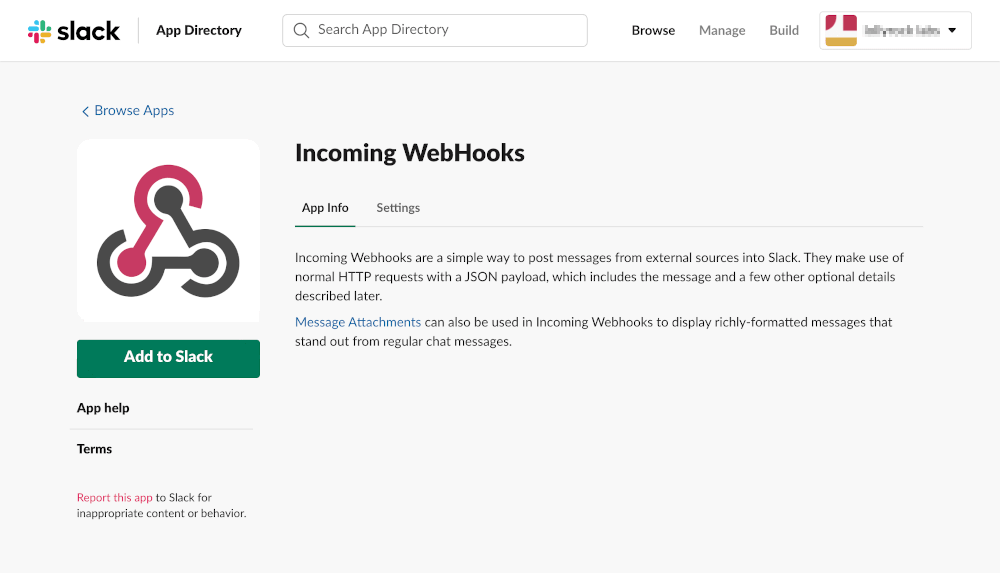 slack
App Directory
Search App Directory
Browse
Manage
Build
Browse Apps
Incoming WebHooks
App Info
Settings
Incoming Webhooks are a simple way to post messages from external sources into Slack. They make use of
normal HTTP requests with a JSON payload, which includes the message and a few other optional details
described later.
Message Attachments can also be used in Incoming Webhooks to display richly-formatted messages that
stand out from regular chat messages.
Add to Slack
App help
Terms
Report this app to Slack for
inappropriate content or behavior.